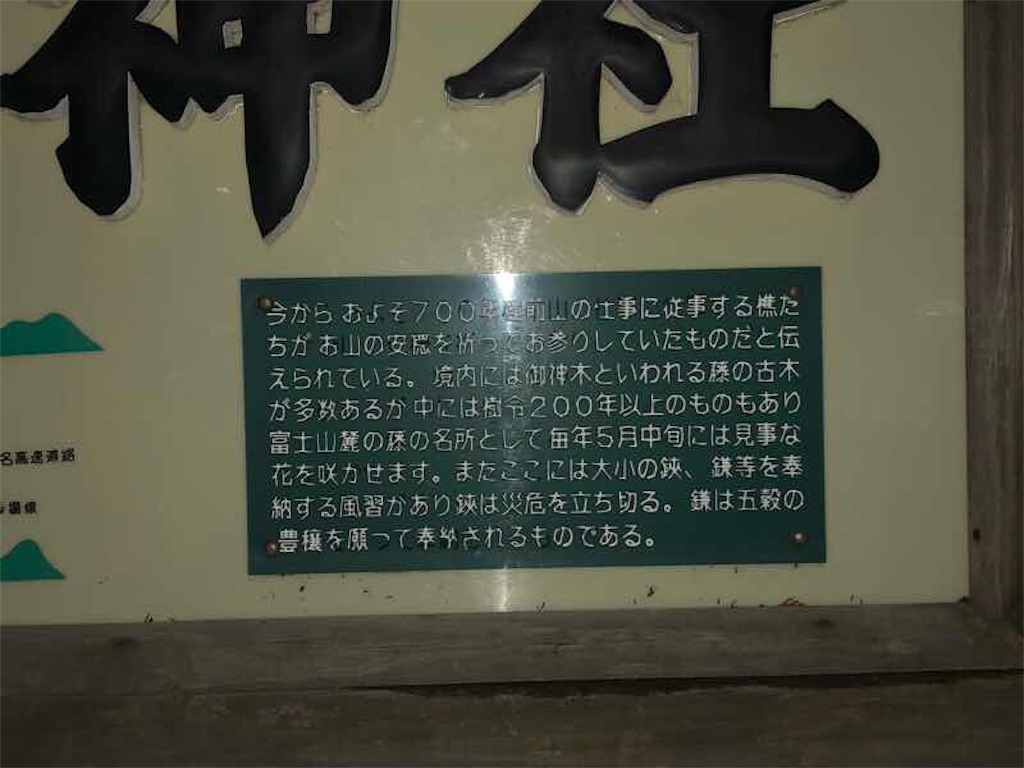 神社
今からおよそ700年程前山の仕事に従事する樵た
ちがお山の安穏を祈ってお参りしていたものだと伝
えられている。境内には御神木といわれる藤の古木
が多数あるが中には樹令200年以上のものもあり
富士山麓の藤の名所として毎年5月中旬には見事な
花を咲かせます。またここには大小の鋏、鎌等を奉
納する風習があり鋏は災危を立ち切る。鎌は五穀の
豊穣を願って奉納されるものである。
名高速道路